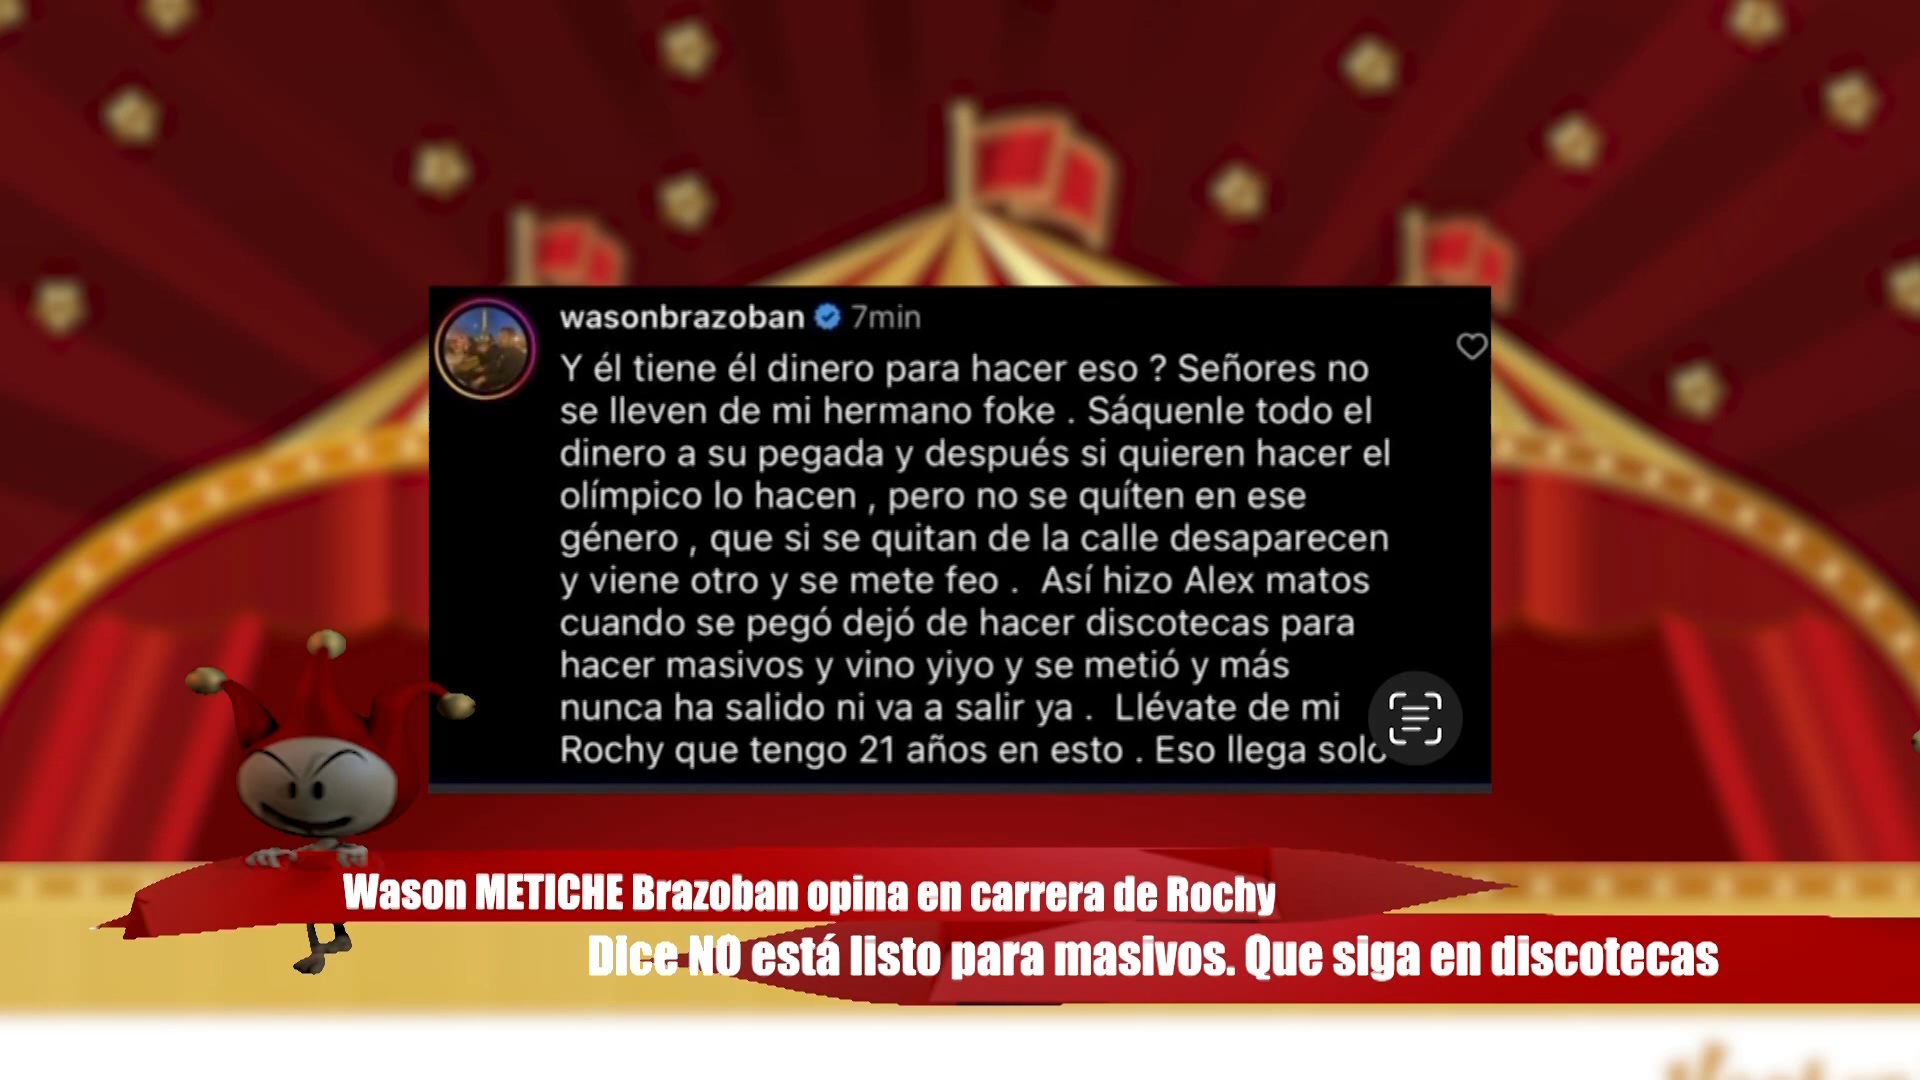 wasonbrazoban 7min
Y él tiene él dinero para hacer eso ? Señores no
se lleven de mi hermano foke . Sáquenle todo el
dinero a su pegada y después si quieren hacer el
olímpico lo hacen , pero no se quíten en ese
género , que si se quitan de la calle desaparecen
y viene otro y se mete feo .  Así hizo Alex matos
cuando se pegó dejó de hacer discotecas para
hacer masivos y vino yiyo y se metió y más
nunca ha salido ni va a salir ya .  Llévate de mi
Rochy que tengo 21 años en esto . Eso llega solo
Wason METICHE Brazoban opina en carrera de Rochy
Dice NO está listo para masivos. Que siga en discotecas